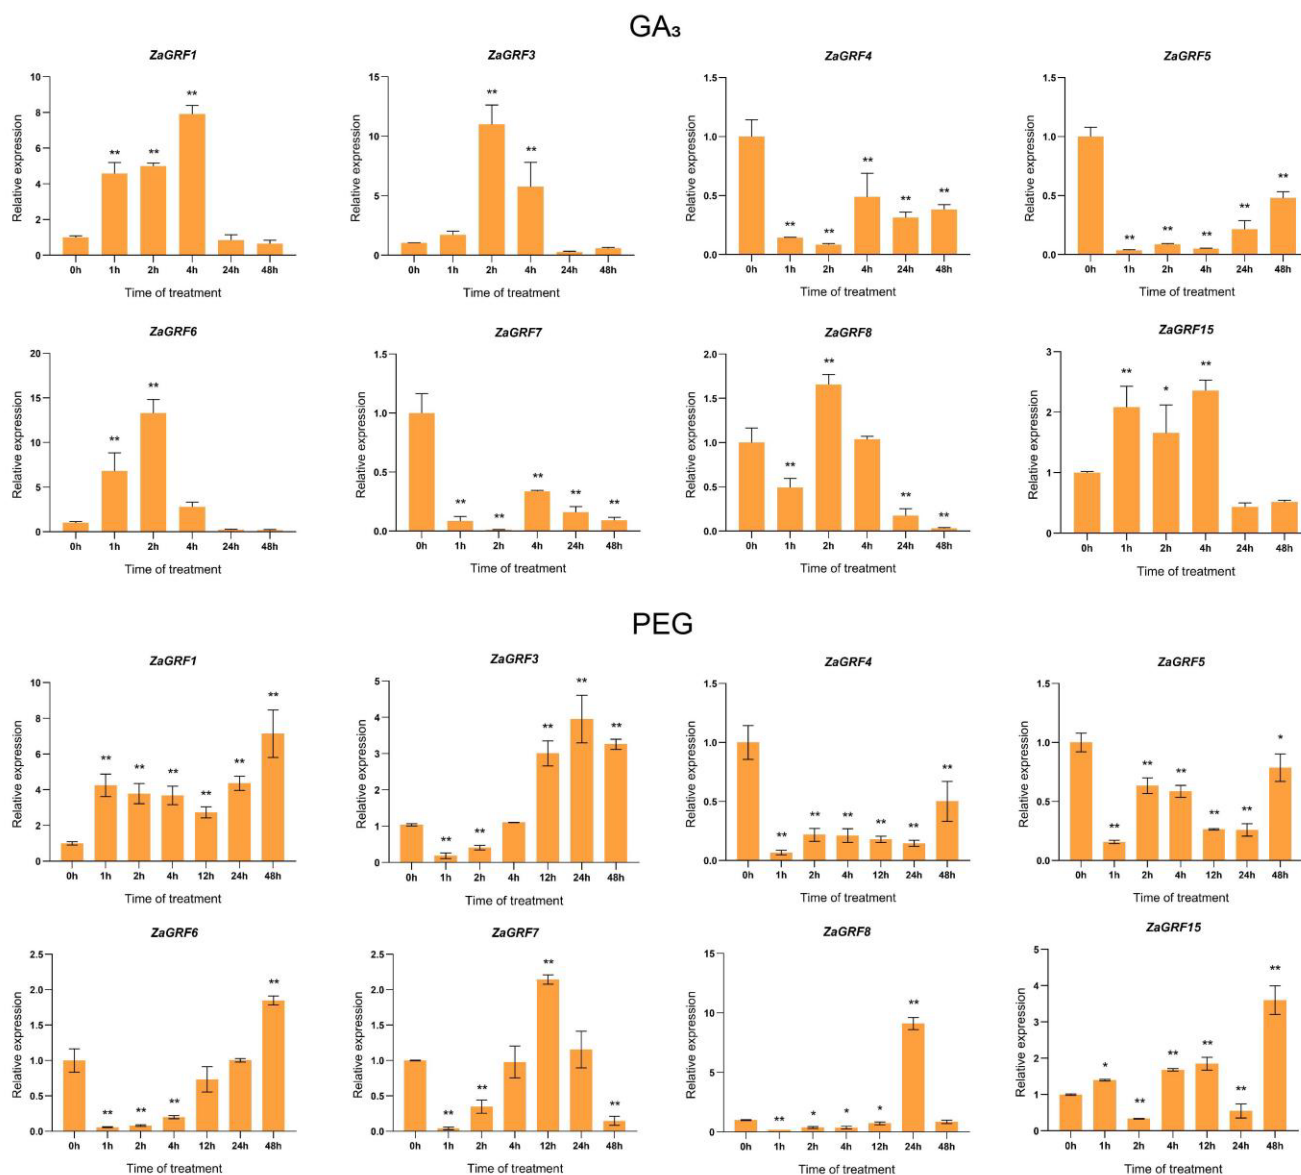 GA₃
ZaGRF1
Relative expression
10
8
6
4
2
0
** ** **
0h 1h 2h 4h 24h 48h
Time of treatment
ZaGRF3
Relative expression
15
10
5
0
** **
0h 1h 2h 4h 24h 48h
Time of treatment
ZaGRF4
Relative expression
1.5
1.0
0.5
0.0
** ** ** ** **
0h 1h 2h 4h 24h 48h
Time of treatment
ZaGRF5
Relative expression
1.5
1.0
0.5
0.0
** ** ** ** **
0h 1h 2h 4h 24h 48h
Time of treatment
ZaGRF6
Relative expression
20
15
10
5
0
** **
0h 1h 2h 4h 24h 48h
Time of treatment
ZaGRF7
Relative expression
1.5
1.0
0.5
0.0
** ** ** ** **
0h 1h 2h 4h 24h 48h
Time of treatment
ZaGRF8
Relative expression
2.0
1.5
1.0
0.5
0.0
** ** ** **
0h 1h 2h 4h 24h 48h
Time of treatment
ZaGRF15
Relative expression
3
2
1
0
** * **
0h 1h 2h 4h 24h 48h
Time of treatment
PEG
ZaGRF1
Relative expression
10
8
6
4
2
0
** ** ** ** ** **
0h 1h 2h 4h 12h 24h 48h
Time of treatment
ZaGRF3
Relative expression
5
4
3
2
1
0
** ** ** ** **
0h 1h 2h 4h 12h 24h 48h
Time of treatment
ZaGRF4
Relative expression
1.5
1.0
0.5
0.0
** ** ** ** ** **
0h 1h 2h 4h 12h 24h 48h
Time of treatment
ZaGRF5
Relative expression
1.5
1.0
0.5
0.0
** ** ** ** ** *
0h 1h 2h 4h 12h 24h 48h
Time of treatment
ZaGRF6
Relative expression
2.5
2.0
1.5
1.0
0.5
0.0
** ** ** **
0h 1h 2h 4h 12h 24h 48h
Time of treatment
ZaGRF7
Relative expression
2.5
2.0
1.5
1.0
0.5
0.0
** ** ** **
0h 1h 2h 4h 12h 24h 48h
Time of treatment
ZaGRF8
Relative expression
15
10
5
0
** * * * **
0h 1h 2h 4h 12h 24h 48h
Time of treatment
ZaGRF15
Relative expression
5
4
3
2
1
0
* ** ** ** ** **
0h 1h 2h 4h 12h 24h 48h
Time of treatment